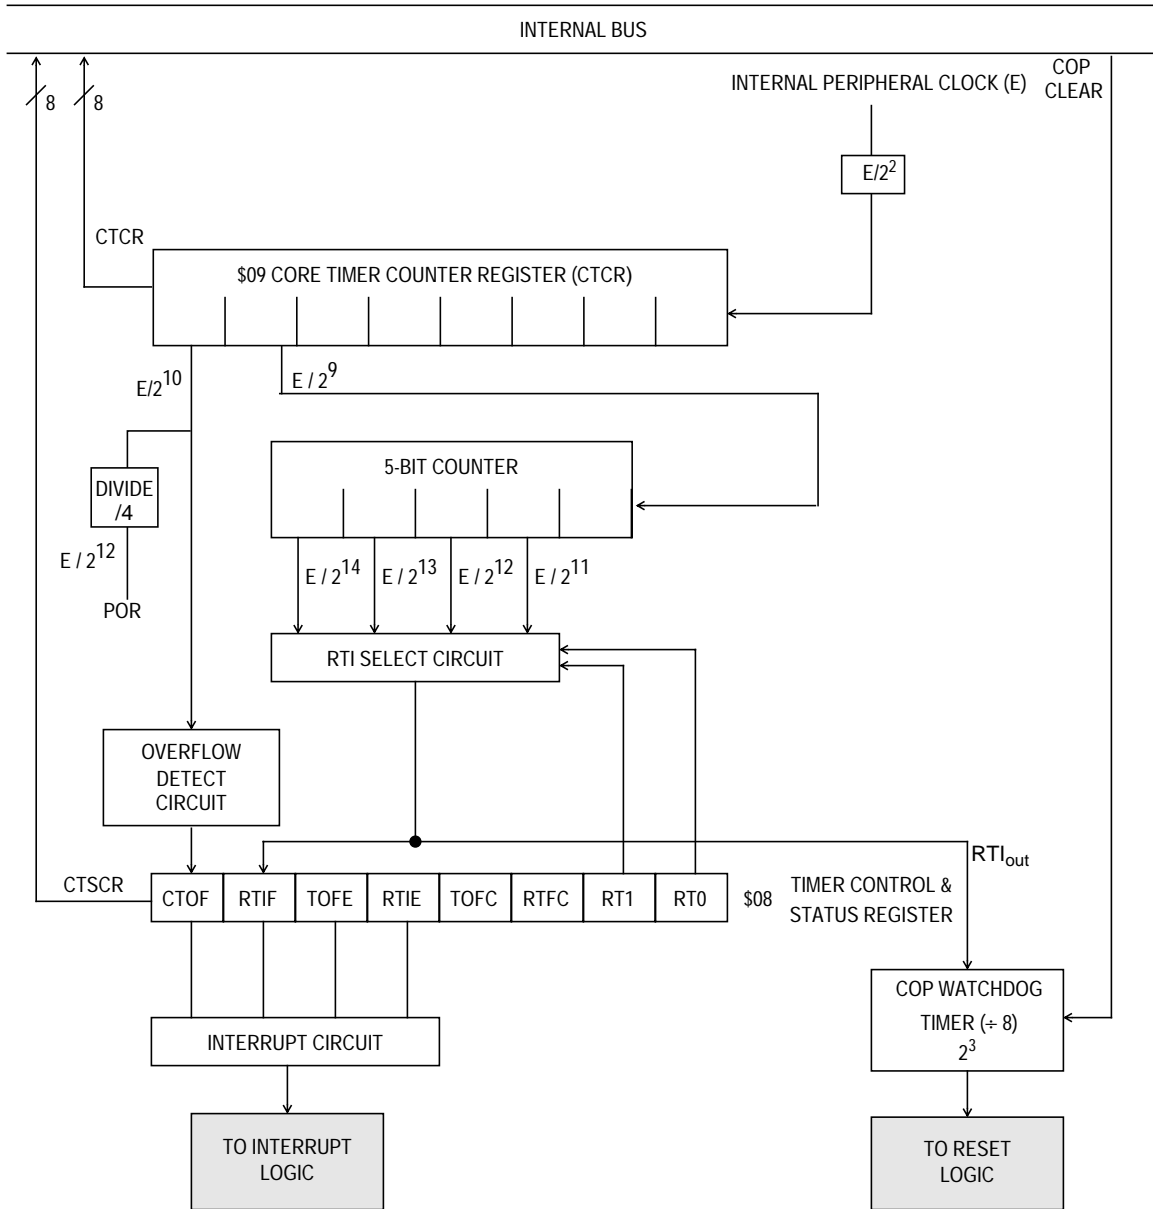 INTERNAL BUS
8
8
INTERNAL PERIPHERAL CLOCK (E)
COP
CLEAR
E/2²
CTCR
$09 CORE TIMER COUNTER REGISTER (CTCR)
E/2¹⁰
E / 2⁹
5-BIT COUNTER
DIVIDE
/4
E / 2¹²
POR
E / 2¹⁴
E / 2¹³
E / 2¹²
E / 2¹¹
RTI SELECT CIRCUIT
OVERFLOW
DETECT
CIRCUIT
RTIout
CTSCR
CTOF
RTIF
TOFE
RTIE
TOFC
RTFC
RT1
RT0
$08
TIMER CONTROL &
STATUS REGISTER
COP WATCHDOG
TIMER (÷ 8)
2³
INTERRUPT CIRCUIT
TO INTERRUPT
LOGIC
TO RESET
LOGIC